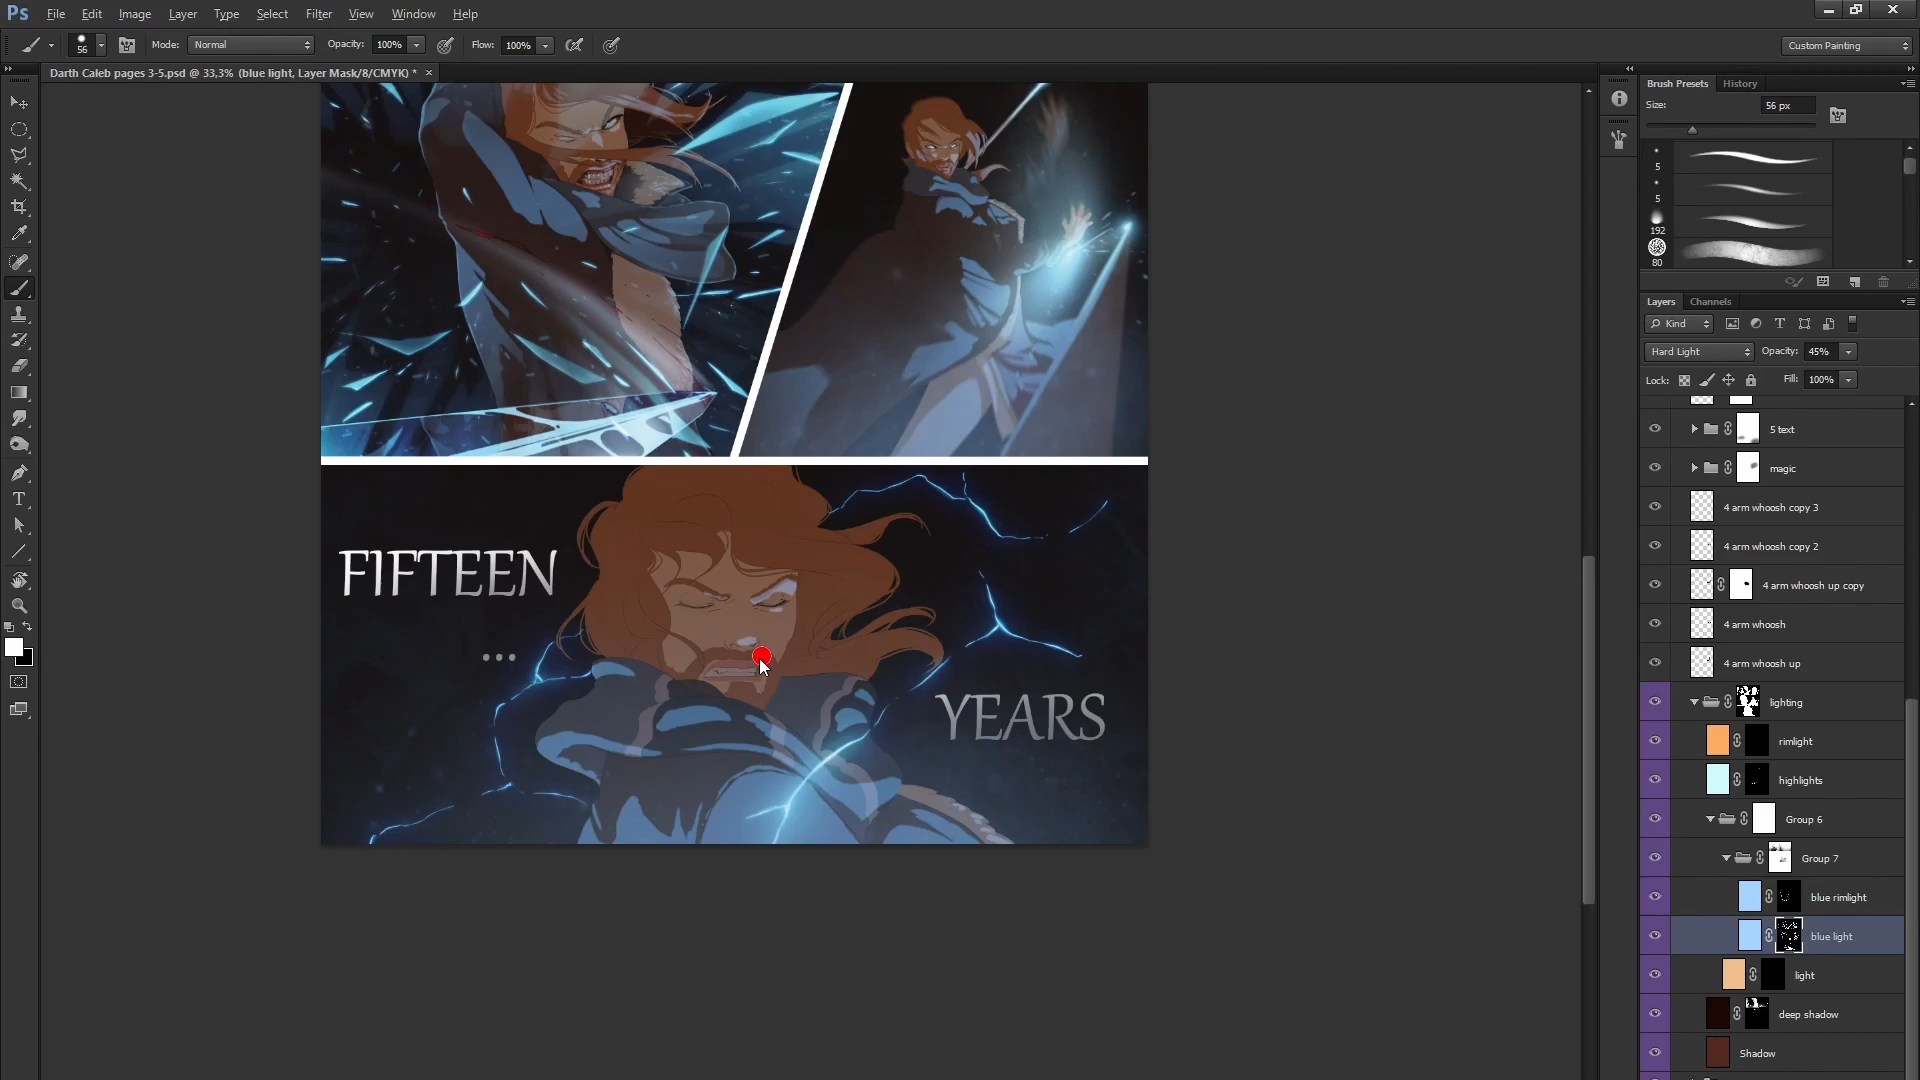 Ps File Edit Image Layer Type Select Filter View Window Help
56 Mode: Normal Opacity: 100% Flow: 100% Custom Painting
Darth Caleb pages 3-5.psd @ 33,3% (blue light, Layer Mask/8/CMYK) * ×
Brush Presets History
Size: 56 px
5
5
192
80
Layers Channels
Kind
Hard Light Opacity: 45%
Lock: Fill: 100%
5 text
magic
4 arm whoosh copy 3
4 arm whoosh copy 2
4 arm whoosh up copy
4 arm whoosh
4 arm whoosh up
lighting
rimlight
highlights
Group 6
Group 7
blue rimlight
blue light
light
deep shadow
Shadow
FIFTEEN
...
YEARS